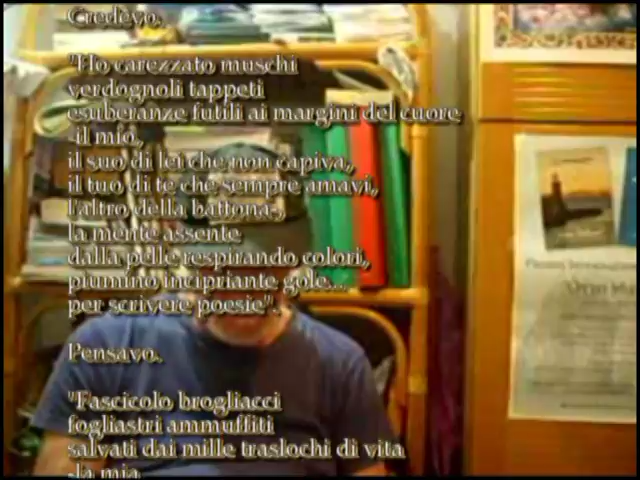 Credevo.
"Ho carezzato muschi
verdognoli tappeti
esuberanze futili ai margini del cuore
-il mio,
il suo di lei che non capiva,
il tuo di te che sempre amavi,
l'altro della battona-,
la mente assente
dalla pelle respirando colori,
piumino incipriante gole...
per scrivere poesie".
Pensavo.
"Fascicolo brogliacci
fogliastri ammuffiti
salvati dai mille traslochi di vita
-la mia